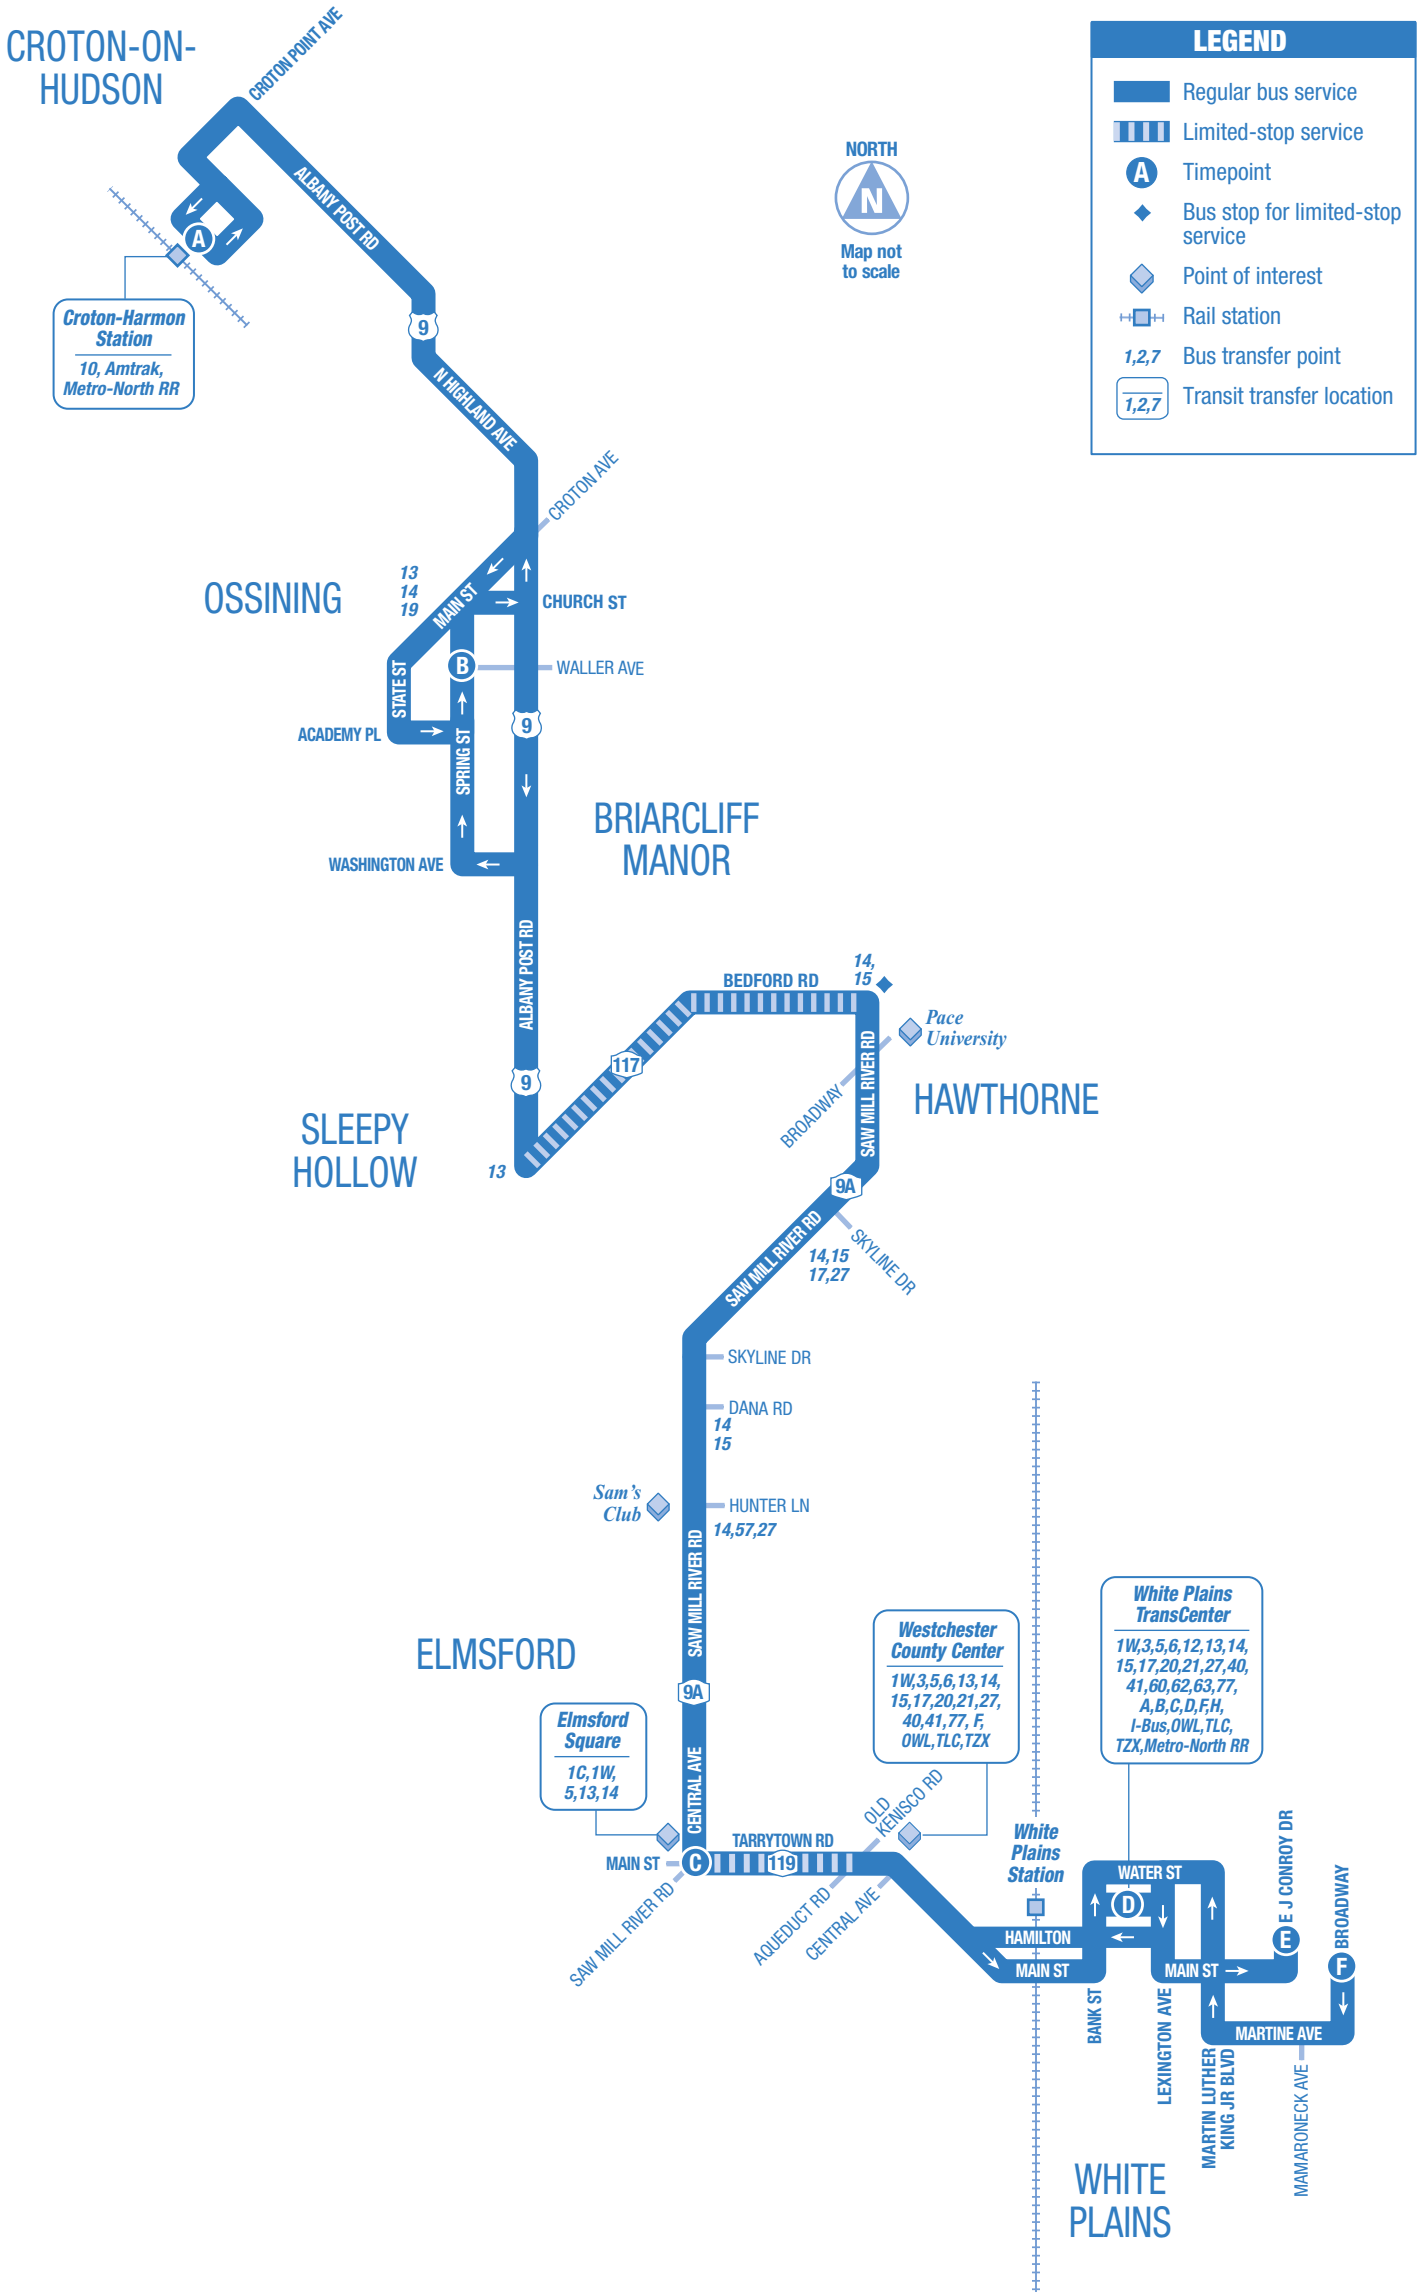 CROTON-ON-
HUDSON
CROTON POINT AVE
LEGEND
Regular bus service
Limited-stop service
A
Timepoint
Bus stop for limited-stop
service
Point of interest
Rail station
1,2,7
Bus transfer point
1,2,7
Transit transfer location
NORTH
N
Map not
to scale
ALBANY POST RD
A
Croton-Harmon
Station
10, Amtrak,
Metro-North RR
9
N HIGHLAND AVE
CROTON AVE
OSSINING
13
14
19
MAIN ST
CHURCH ST
B
WALLER AVE
STATE ST
ACADEMY PL
SPRING ST
9
BRIARCLIFF
MANOR
WASHINGTON AVE
ALBANY POST RD
9
SLEEPY
HOLLOW
13
117
BEDFORD RD
14,
15
Pace
University
SAW MILL RIVER RD
BROADWAY
HAWTHORNE
9A
SAW MILL RIVER RD
SKYLINE DR
14,15
17,27
SKYLINE DR
DANA RD
14
15
Sam's
Club
HUNTER LN
14,57,27
SAW MILL RIVER RD
ELMSFORD
9A
Elmsford
Square
1C,1W,
5,13,14
CENTRAL AVE
MAIN ST
C
SAW MILL RIVER RD
TARRYTOWN RD
119
OLD
KENISCO RD
AQUEDUCT RD
CENTRAL AVE
Westchester
County Center
1W,3,5,6,13,14,
15,17,20,21,27,
40,41,77, F,
OWL,TLC,TZX
White Plains
TransCenter
1W,3,5,6,12,13,14,
15,17,20,21,27,40,
41,60,62,63,77,
A,B,C,D,F,H,
I-Bus,OWL,TLC,
TZX,Metro-North RR
White
Plains
Station
HAMILTON
MAIN ST
WATER ST
D
MAIN ST
E
E J CONROY DR
F
BROADWAY
BANK ST
LEXINGTON AVE
MARTIN LUTHER
KING JR BLVD
MARTINE AVE
MAMARONECK AVE
WHITE
PLAINS